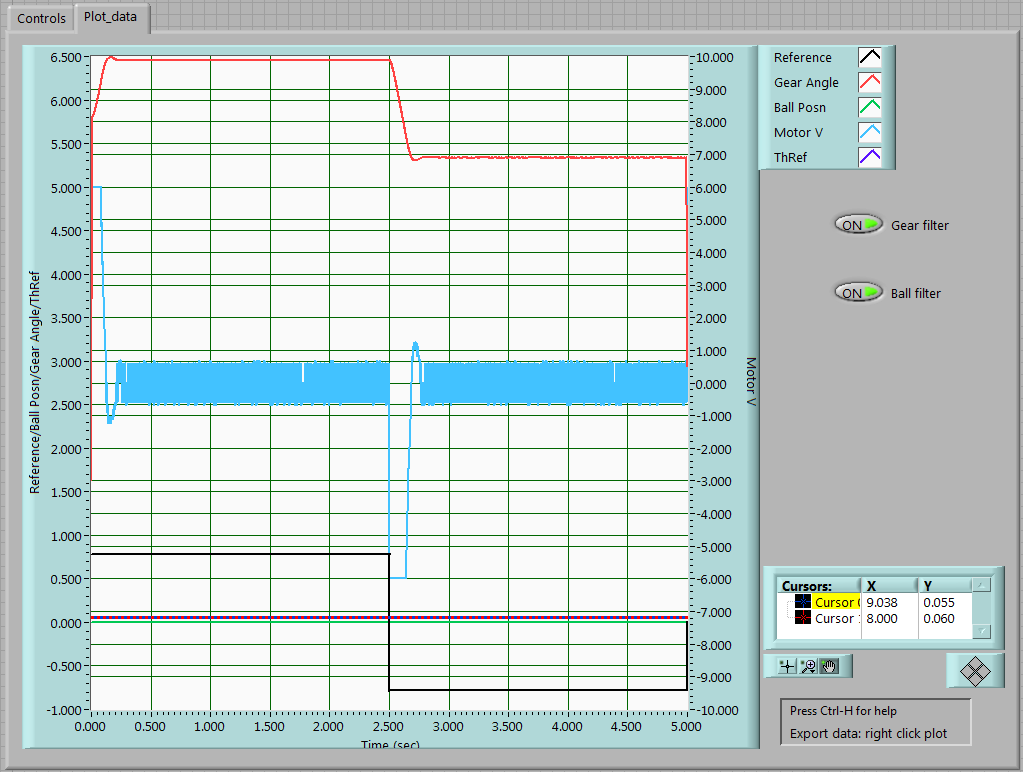 Controls
Plot_data
6.500
6.000
5.500
5.000
4.500
4.000
3.500
3.000
2.500
2.000
1.500
1.000
0.500
0.000
-0.500
-1.000
Reference/Ball Posn/Gear Angle/ThRef
10.000
9.000
8.000
7.000
6.000
5.000
4.000
3.000
2.000
1.000
0.000
-1.000
-2.000
-3.000
-4.000
-5.000
-6.000
-7.000
-8.000
-9.000
-10.000
Motor V
0.000 0.500 1.000 1.500 2.000 2.500 3.000 3.500 4.000 4.500 5.000
Time (sec)
Reference
Gear Angle
Ball Posn
Motor V
ThRef
ON Gear filter
ON Ball filter
Cursors: X Y
Cursor 9.038 0.055
Cursor 8.000 0.060
Press Ctrl-H for help
Export data: right click plot